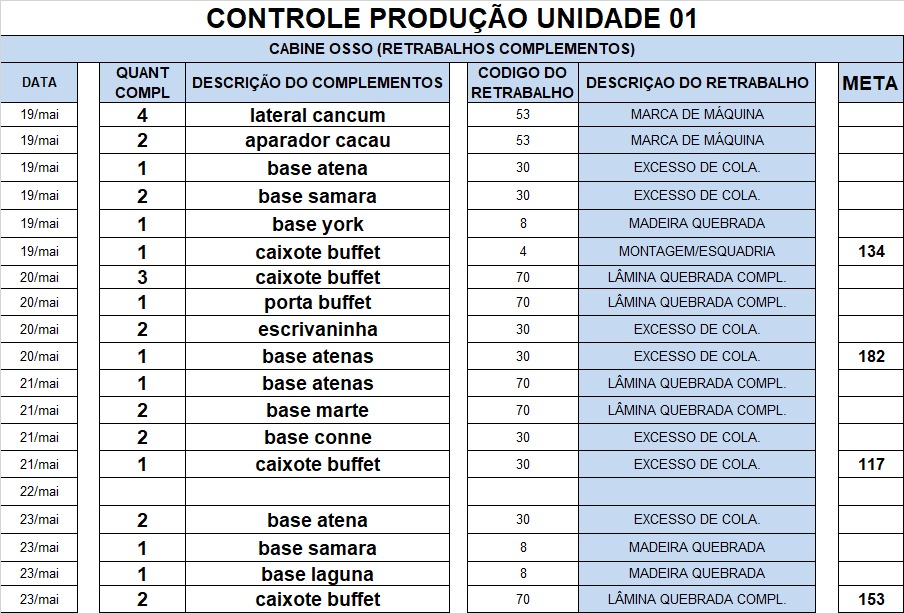 CONTROLE PRODUÇÃO UNIDADE 01
CABINE OSSO (RETRABALHOS COMPLEMENTOS)
DATA QUANT COMPL DESCRIÇÃO DO COMPLEMENTOS CODIGO DO RETRABALHO DESCRIÇAO DO RETRABALHO META
19/mai 4 lateral cancum 53 MARCA DE MÁQUINA
19/mai 2 aparador cacau 53 MARCA DE MÁQUINA
19/mai 1 base atena 30 EXCESSO DE COLA.
19/mai 2 base samara 30 EXCESSO DE COLA.
19/mai 1 base york 8 MADEIRA QUEBRADA
19/mai 1 caixote buffet 4 MONTAGEM/ESQUADRIA 134
20/mai 3 caixote buffet 70 LÂMINA QUEBRADA COMPL.
20/mai 1 porta buffet 70 LÂMINA QUEBRADA COMPL.
20/mai 2 escrivaninha 30 EXCESSO DE COLA.
20/mai 1 base atenas 30 EXCESSO DE COLA. 182
21/mai 1 base atenas 70 LÂMINA QUEBRADA COMPL.
21/mai 2 base marte 70 LÂMINA QUEBRADA COMPL.
21/mai 2 base conne 30 EXCESSO DE COLA.
21/mai 1 caixote buffet 30 EXCESSO DE COLA. 117
22/mai
23/mai 2 base atena 30 EXCESSO DE COLA.
23/mai 1 base samara 8 MADEIRA QUEBRADA
23/mai 1 base laguna 8 MADEIRA QUEBRADA
23/mai 2 caixote buffet 70 LÂMINA QUEBRADA COMPL. 153